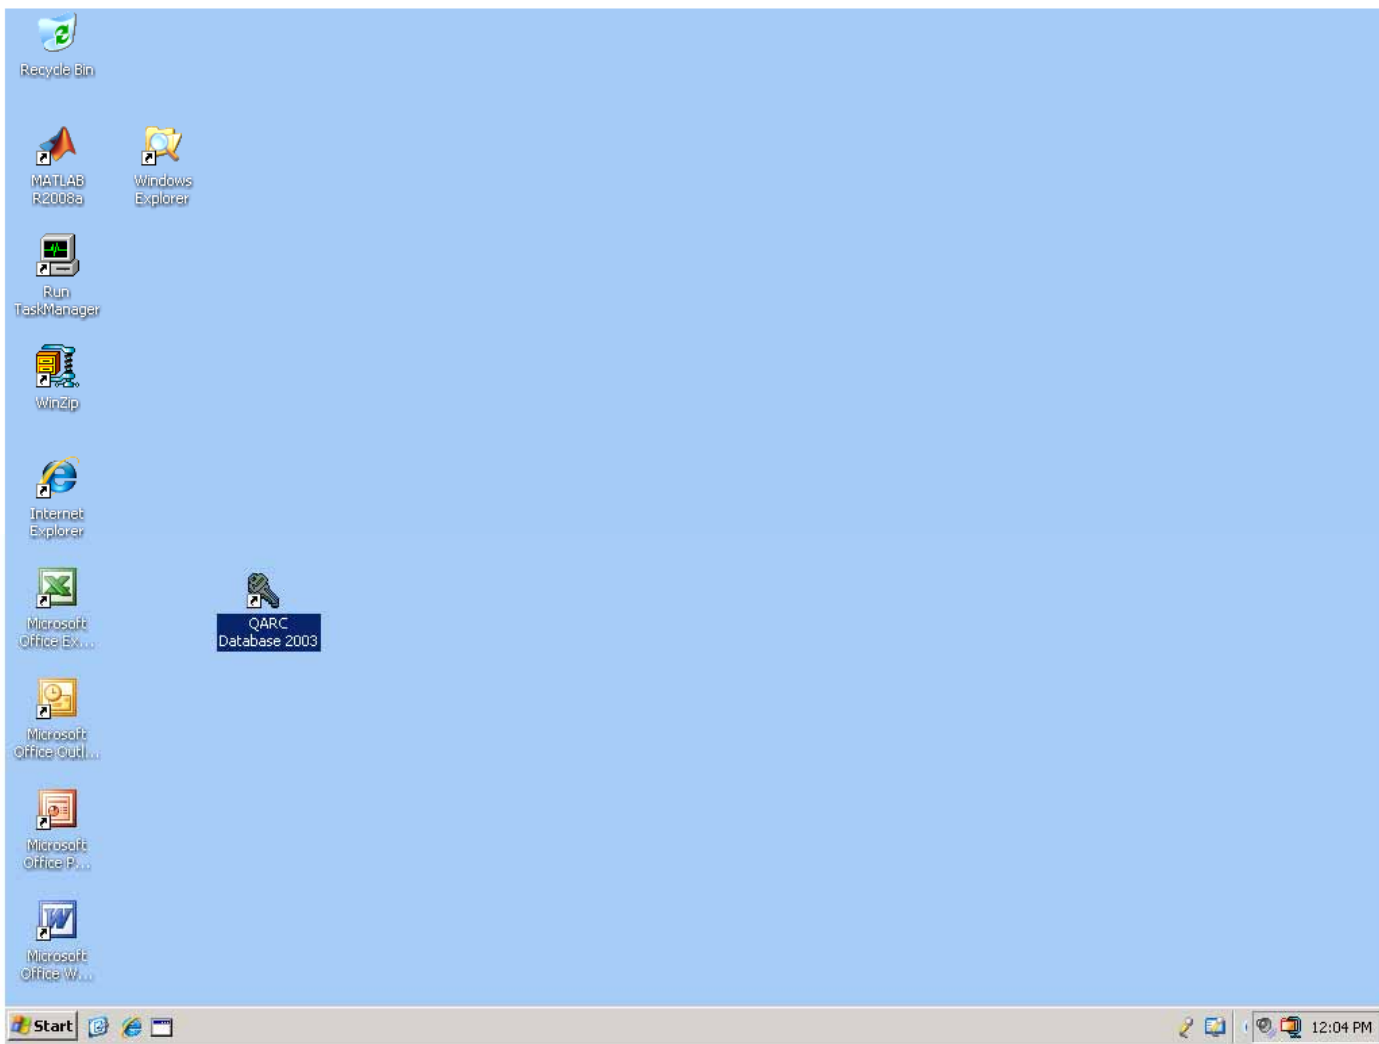 Recycle Bin
MATLAB
R2008a
Windows
Explorer
Run
TaskManager
WinZip
Internet
Explorer
Microsoft
Office Ex...
QARC
Database 2003
Microsoft
Office Outl...
Microsoft
Office P...
Microsoft
Office W...
Start
12:04 PM